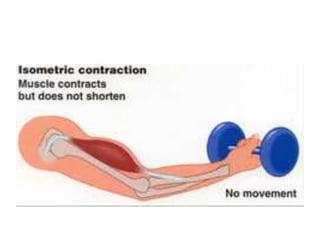 Isometric contraction
Muscle contracts
but does not shorten
No movement